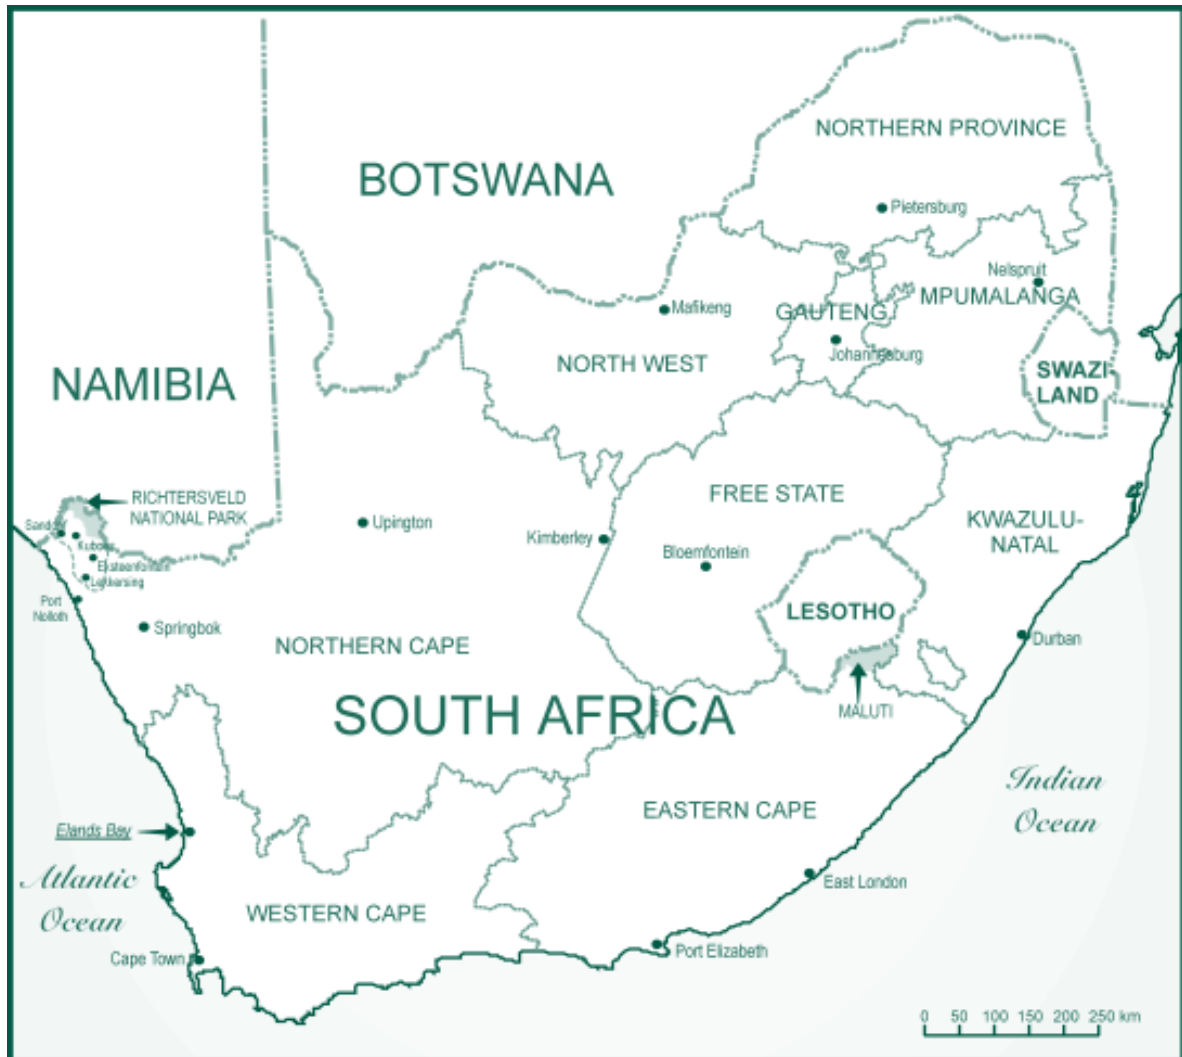 NORTHERN PROVINCE
BOTSWANA
Pietersburg
Nelspruit
MPUMALANGA
Mafikeng
GAUTENG
Johannesburg
NORTH WEST
SWAZI-
LAND
NAMIBIA
RICHTERSVELD
NATIONAL PARK
FREE STATE
KWAZULU-
NATAL
Upington
Kimberley
Bloemfontein
Eksteenfontein
Lekkersing
Port
Nolloth
LESOTHO
Springbok
NORTHERN CAPE
Durban
MALUTI
SOUTH AFRICA
Indian
Ocean
EASTERN CAPE
Elands Bay
Atlantic
Ocean
East London
WESTERN CAPE
Cape Town
Port Elizabeth
0 50 100 150 200 250 km